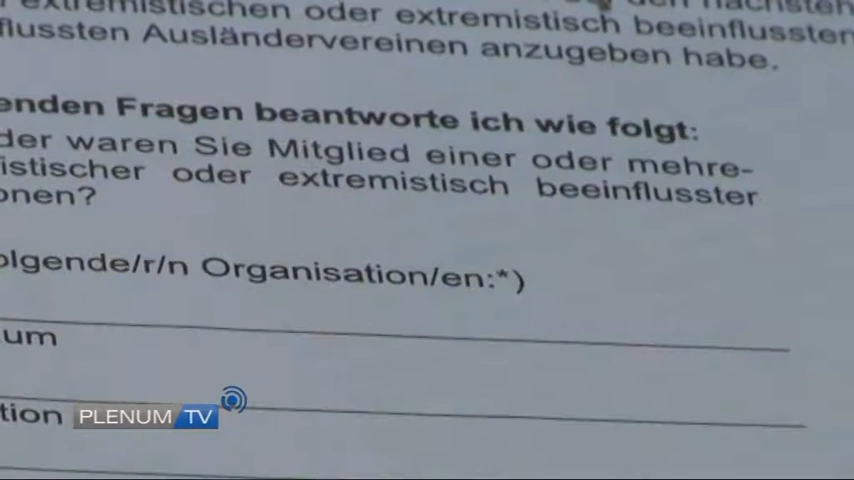 extremistischen oder extremistisch beeinflussten
flussten Ausländervereinen anzugeben habe.
enden Fragen beantworte ich wie folgt:
der waren Sie Mitglied einer oder mehre-
istischer oder extremistisch beeinflusster
onen?
olgende/r/n Organisation/en:*)
um
tion
PLENUM TV